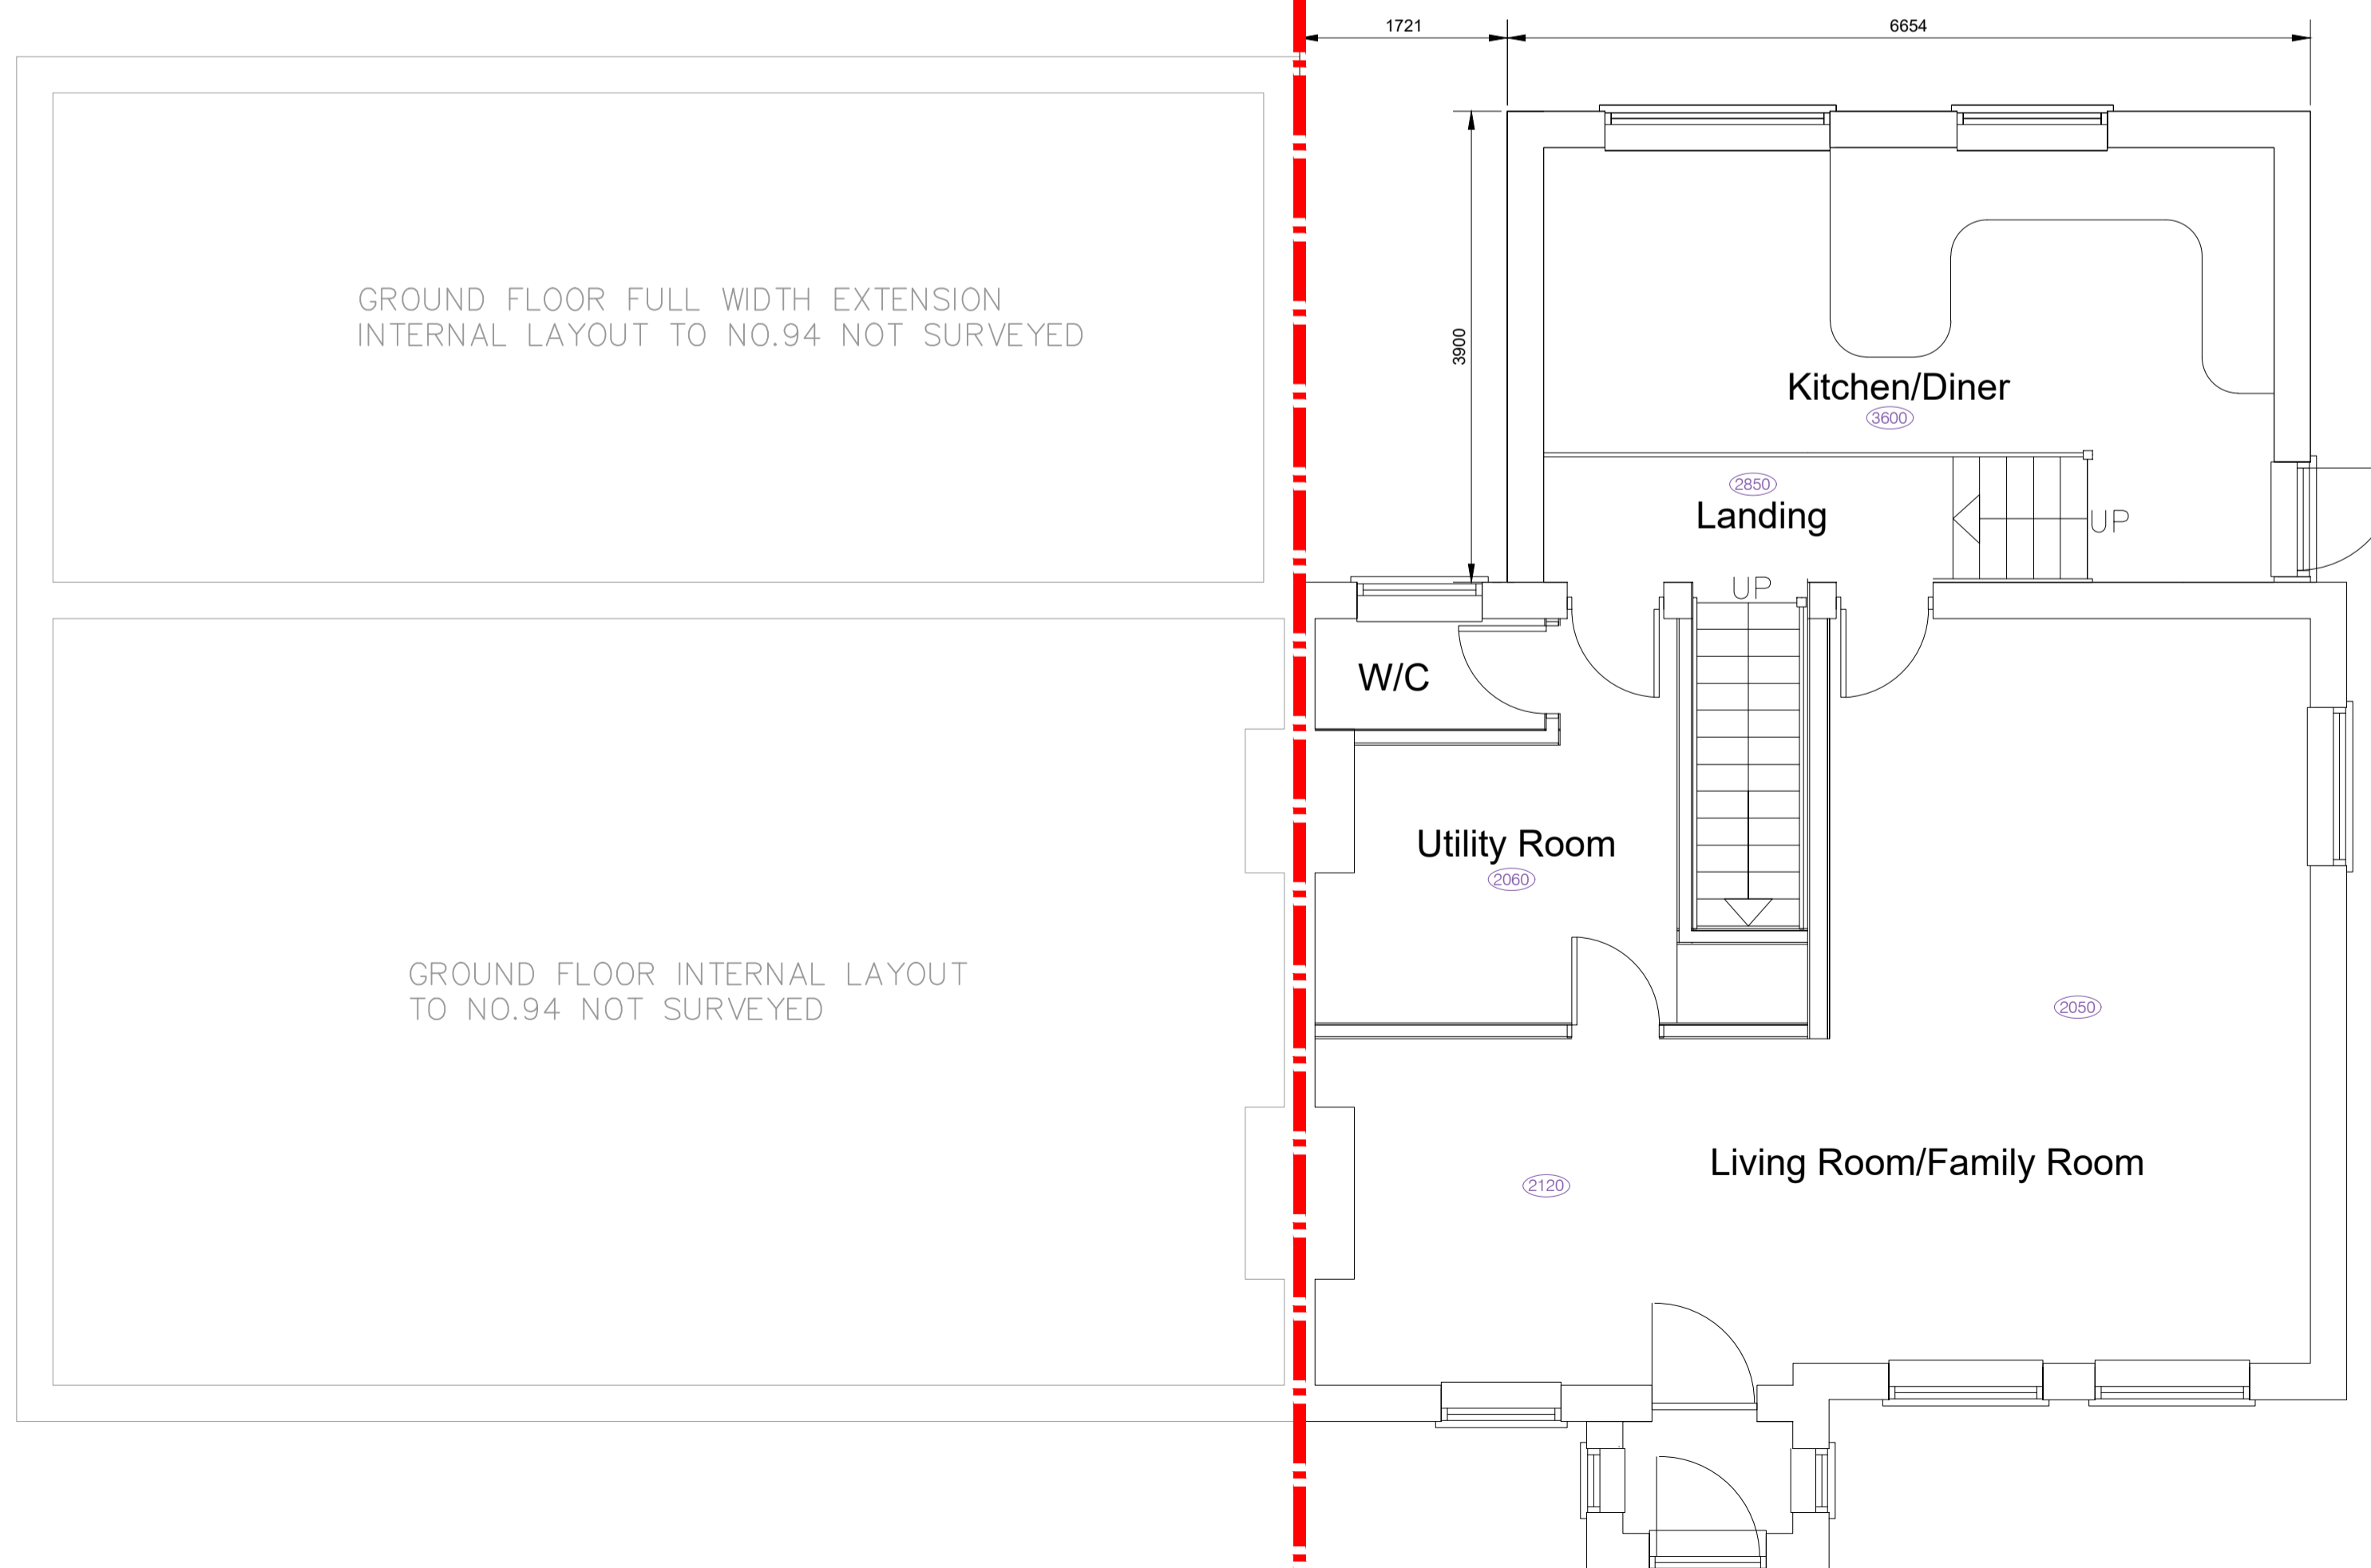 1721
6654
GROUND FLOOR FULL WIDTH EXTENSION
INTERNAL LAYOUT TO NO.94 NOT SURVEYED
3900
Kitchen/Diner
3600
2850
Landing
UP
UP
W/C
Utility Room
2060
GROUND FLOOR INTERNAL LAYOUT
TO NO.94 NOT SURVEYED
2050
Living Room/Family Room
2120